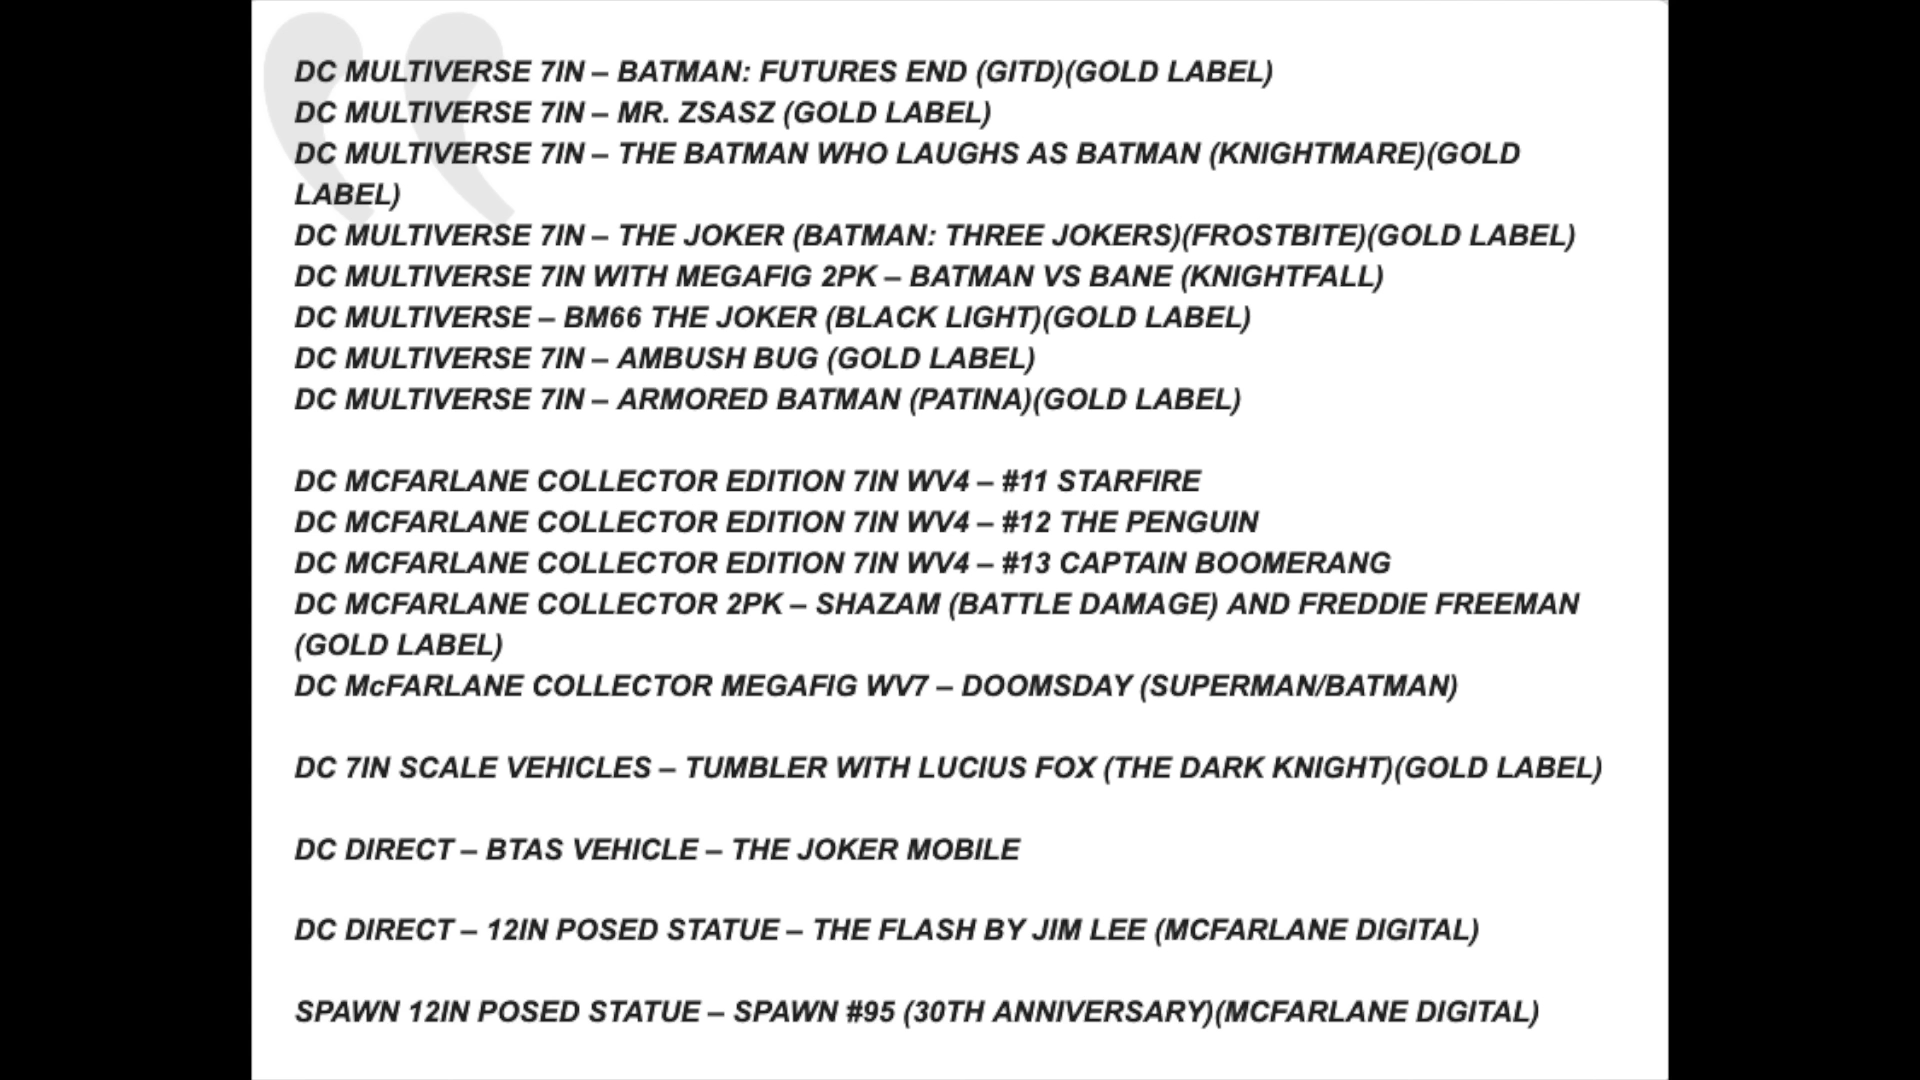 DC MULTIVERSE 7IN – BATMAN: FUTURES END (GITD)(GOLD LABEL)
DC MULTIVERSE 7IN – MR. ZSASZ (GOLD LABEL)
DC MULTIVERSE 7IN – THE BATMAN WHO LAUGHS AS BATMAN (KNIGHTMARE)(GOLD
LABEL)
DC MULTIVERSE 7IN – THE JOKER (BATMAN: THREE JOKERS)(FROSTBITE)(GOLD LABEL)
DC MULTIVERSE 7IN WITH MEGAFIG 2PK – BATMAN VS BANE (KNIGHTFALL)
DC MULTIVERSE – BM66 THE JOKER (BLACK LIGHT)(GOLD LABEL)
DC MULTIVERSE 7IN – AMBUSH BUG (GOLD LABEL)
DC MULTIVERSE 7IN – ARMORED BATMAN (PATINA)(GOLD LABEL)
DC MCFARLANE COLLECTOR EDITION 7IN WV4 – #11 STARFIRE
DC MCFARLANE COLLECTOR EDITION 7IN WV4 – #12 THE PENGUIN
DC MCFARLANE COLLECTOR EDITION 7IN WV4 – #13 CAPTAIN BOOMERANG
DC MCFARLANE COLLECTOR 2PK – SHAZAM (BATTLE DAMAGE) AND FREDDIE FREEMAN
(GOLD LABEL)
DC McFARLANE COLLECTOR MEGAFIG WV7 – DOOMSDAY (SUPERMAN/BATMAN)
DC 7IN SCALE VEHICLES – TUMBLER WITH LUCIUS FOX (THE DARK KNIGHT)(GOLD LABEL)
DC DIRECT – BTAS VEHICLE – THE JOKER MOBILE
DC DIRECT – 12IN POSED STATUE – THE FLASH BY JIM LEE (MCFARLANE DIGITAL)
SPAWN 12IN POSED STATUE – SPAWN #95 (30TH ANNIVERSARY)(MCFARLANE DIGITAL)